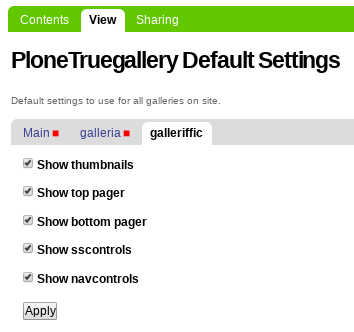 Contents View Sharing
PloneTruegallery Default Settings
Default settings to use for all galleries on site.
Main galleria galleriffic
Show thumbnails
Show top pager
Show bottom pager
Show sscontrols
Show navcontrols
Apply